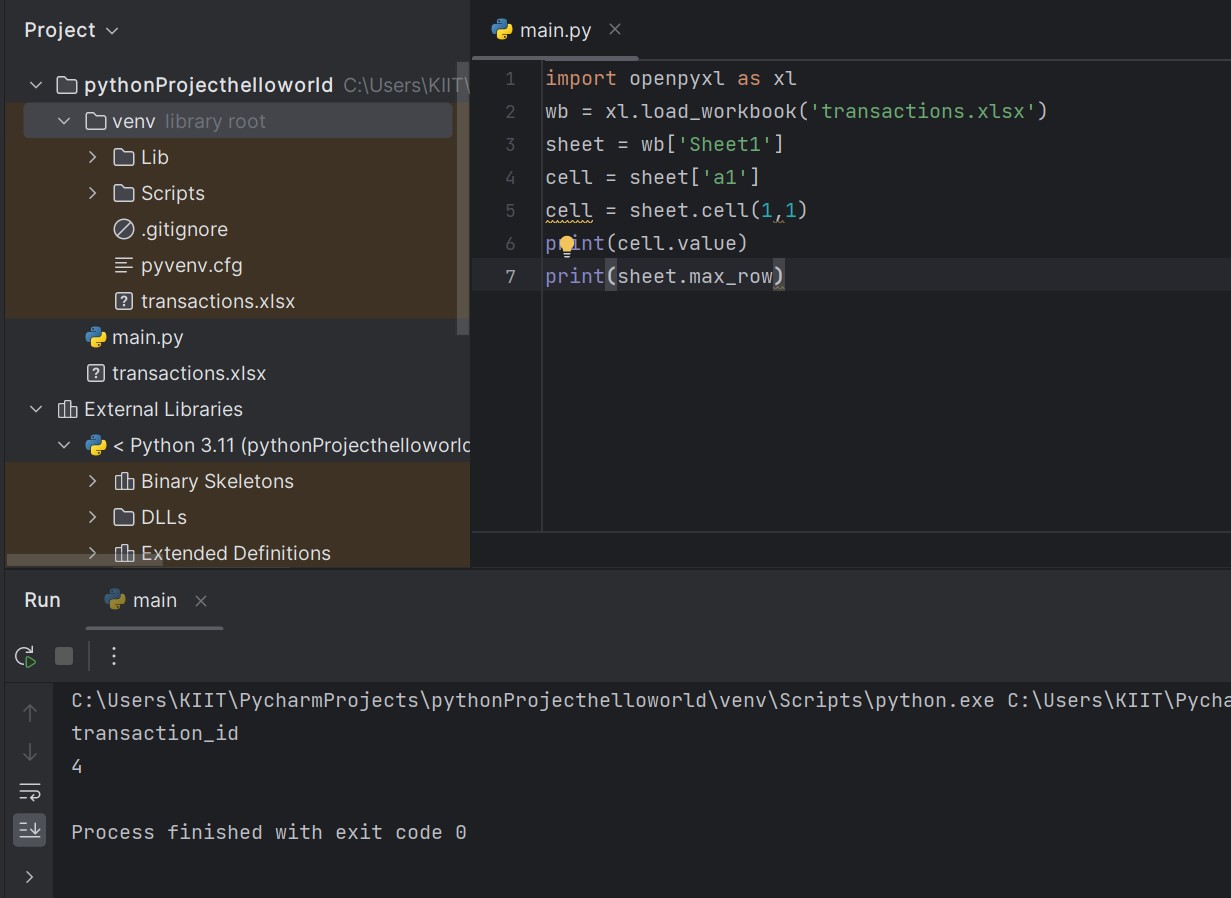 Project
pythonProjecthelloworld C:\Users\KIIT\
venv library root
Lib
Scripts
.gitignore
pyvenv.cfg
transactions.xlsx
main.py
transactions.xlsx
External Libraries
< Python 3.11 (pythonProjecthelloworld
Binary Skeletons
DLLs
Extended Definitions
main.py
1 import openpyxl as xl
2 wb = xl.load_workbook('transactions.xlsx')
3 sheet = wb['Sheet1']
4 cell = sheet['a1']
5 cell = sheet.cell(1,1)
6 print(cell.value)
7 print(sheet.max_row)
Run main
C:\Users\KIIT\PycharmProjects\pythonProjecthelloworld\venv\Scripts\python.exe C:\Users\KIIT\Pycha
transaction_id
4
Process finished with exit code 0